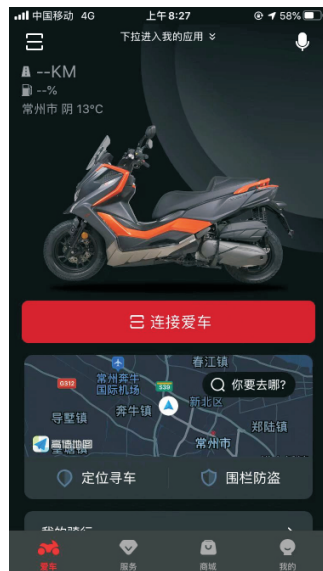 中国移动 4G 上午8:27 58%
下拉进入我的应用
--KM
--%
常州市 阴 13°C
连接爱车
春江镇
常州奔牛
国际机场
G312
339
你要去哪?
新北区
奔牛镇
导墅镇
郑陆镇
高德地图
常州市
定位寻车
围栏防盗
我的骑行
爱车
服务
商城
我的